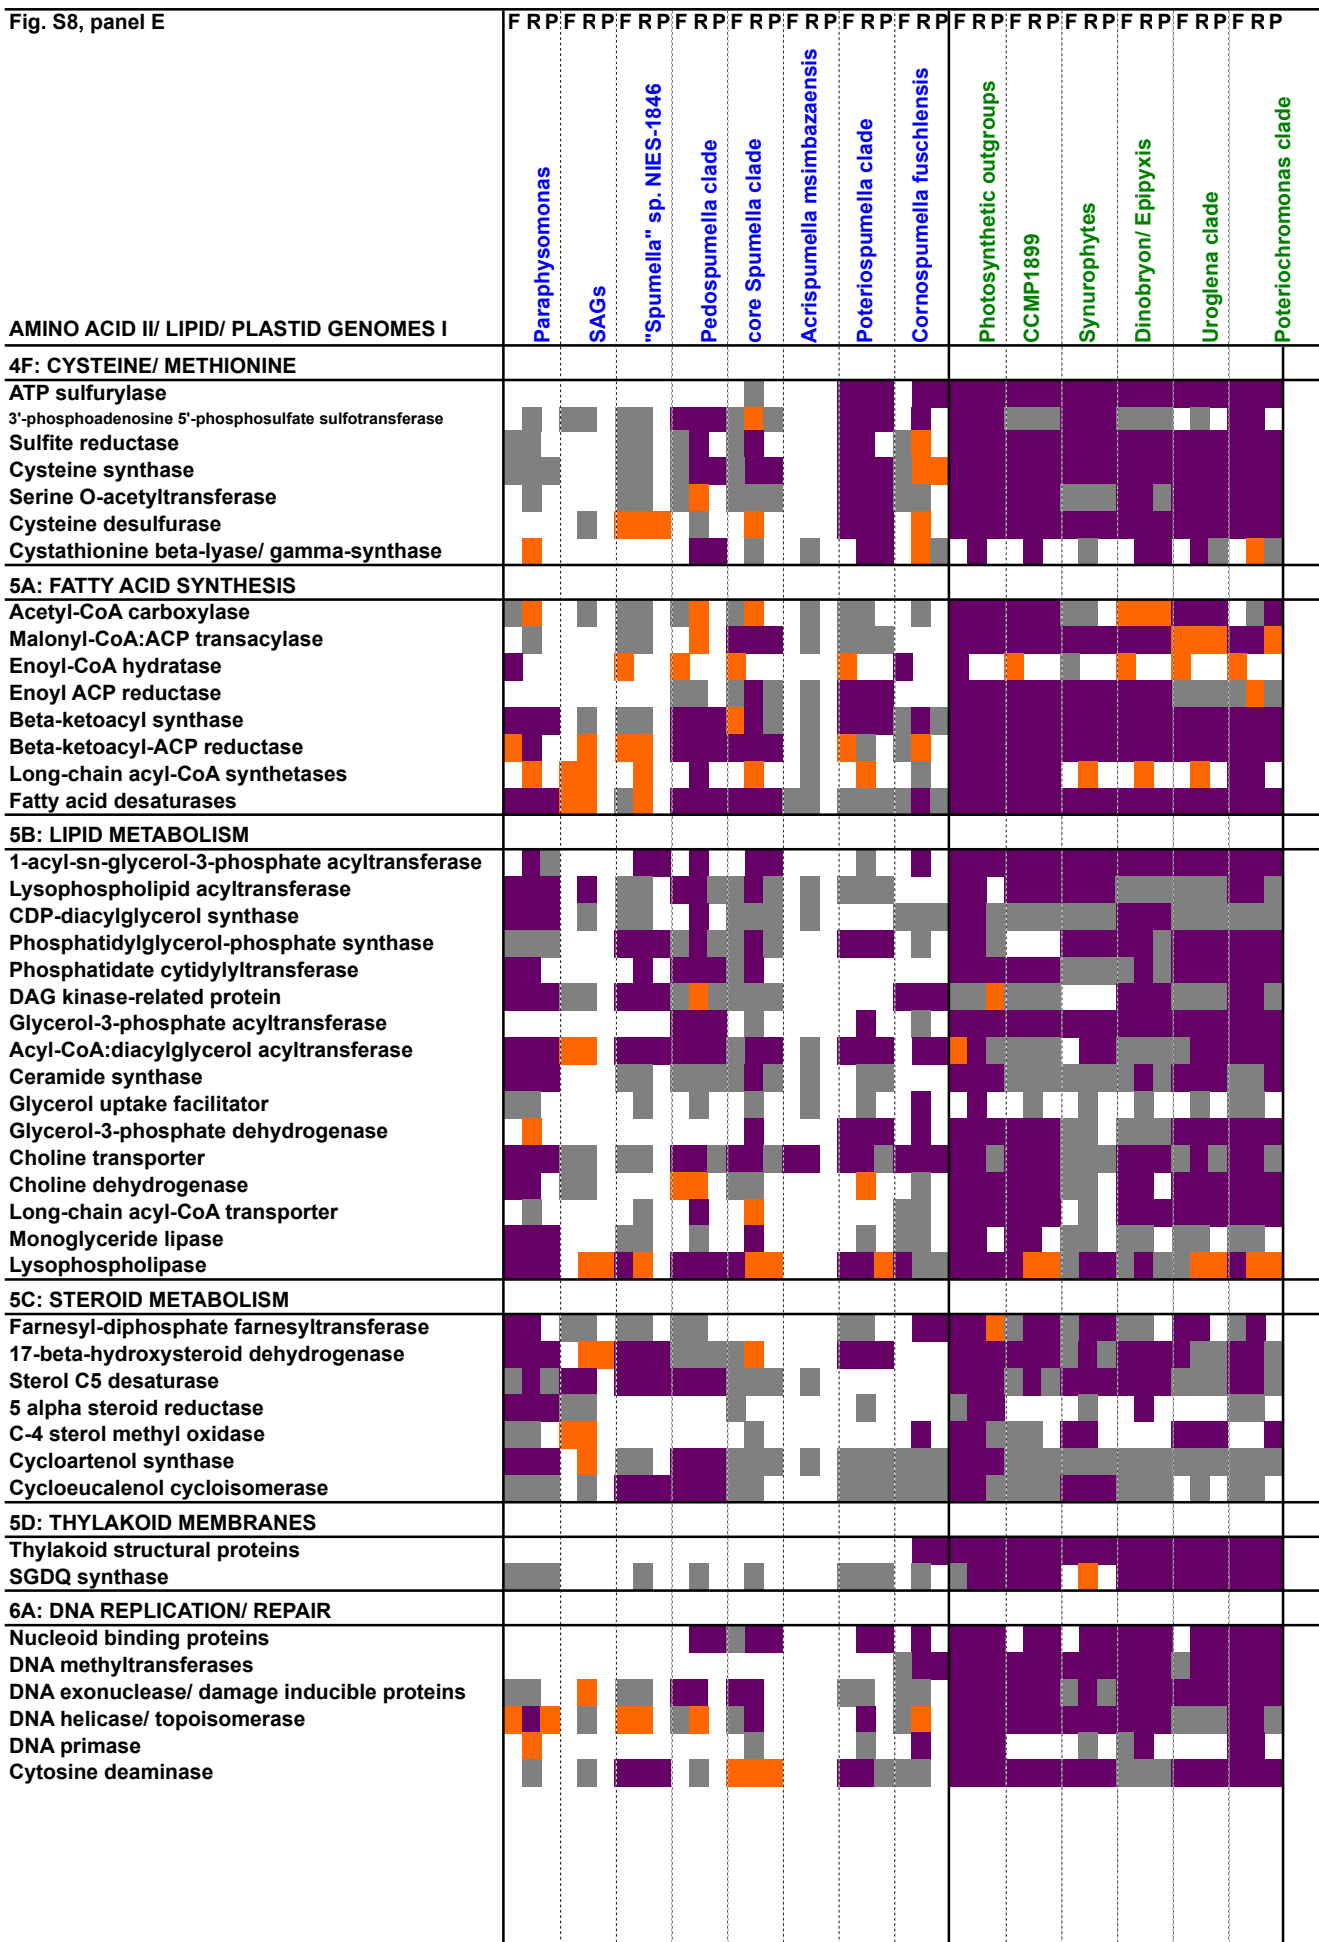 Fig. S8, panel E
F R P F R P F R P F R P F R P F R P F R P F R P F R P F R P F R P F R P F R P F R P
Paraphysomonas
SAGs
"Spumella" sp. NIES-1846
Pedospumella clade
core Spumella clade
Acrispumella msimbazaensis
Poteriospumella clade
Cornospumella fuschlensis
Photosynthetic outgroups
CCMP1899
Synurophytes
Dinobryon/ Epipyxis
Uroglena clade
Poteriochromonas clade
AMINO ACID II/ LIPID/ PLASTID GENOMES I
4F: CYSTEINE/ METHIONINE
ATP sulfurylase
3'-phosphoadenosine 5'-phosphosulfate sulfotransferase
Sulfite reductase
Cysteine synthase
Serine O-acetyltransferase
Cysteine desulfurase
Cystathionine beta-lyase/ gamma-synthase
5A: FATTY ACID SYNTHESIS
Acetyl-CoA carboxylase
Malonyl-CoA:ACP transacylase
Enoyl-CoA hydratase
Enoyl ACP reductase
Beta-ketoacyl synthase
Beta-ketoacyl-ACP reductase
Long-chain acyl-CoA synthetases
Fatty acid desaturases
5B: LIPID METABOLISM
1-acyl-sn-glycerol-3-phosphate acyltransferase
Lysophospholipid acyltransferase
CDP-diacylglycerol synthase
Phosphatidylglycerol-phosphate synthase
Phosphatidate cytidylyltransferase
DAG kinase-related protein
Glycerol-3-phosphate acyltransferase
Acyl-CoA:diacylglycerol acyltransferase
Ceramide synthase
Glycerol uptake facilitator
Glycerol-3-phosphate dehydrogenase
Choline transporter
Choline dehydrogenase
Long-chain acyl-CoA transporter
Monoglyceride lipase
Lysophospholipase
5C: STEROID METABOLISM
Farnesyl-diphosphate farnesyltransferase
17-beta-hydroxysteroid dehydrogenase
Sterol C5 desaturase
5 alpha steroid reductase
C-4 sterol methyl oxidase
Cycloartenol synthase
Cycloeucalenol cycloisomerase
5D: THYLAKOID MEMBRANES
Thylakoid structural proteins
SGDQ synthase
6A: DNA REPLICATION/ REPAIR
Nucleoid binding proteins
DNA methyltransferases
DNA exonuclease/ damage inducible proteins
DNA helicase/ topoisomerase
DNA primase
Cytosine deaminase